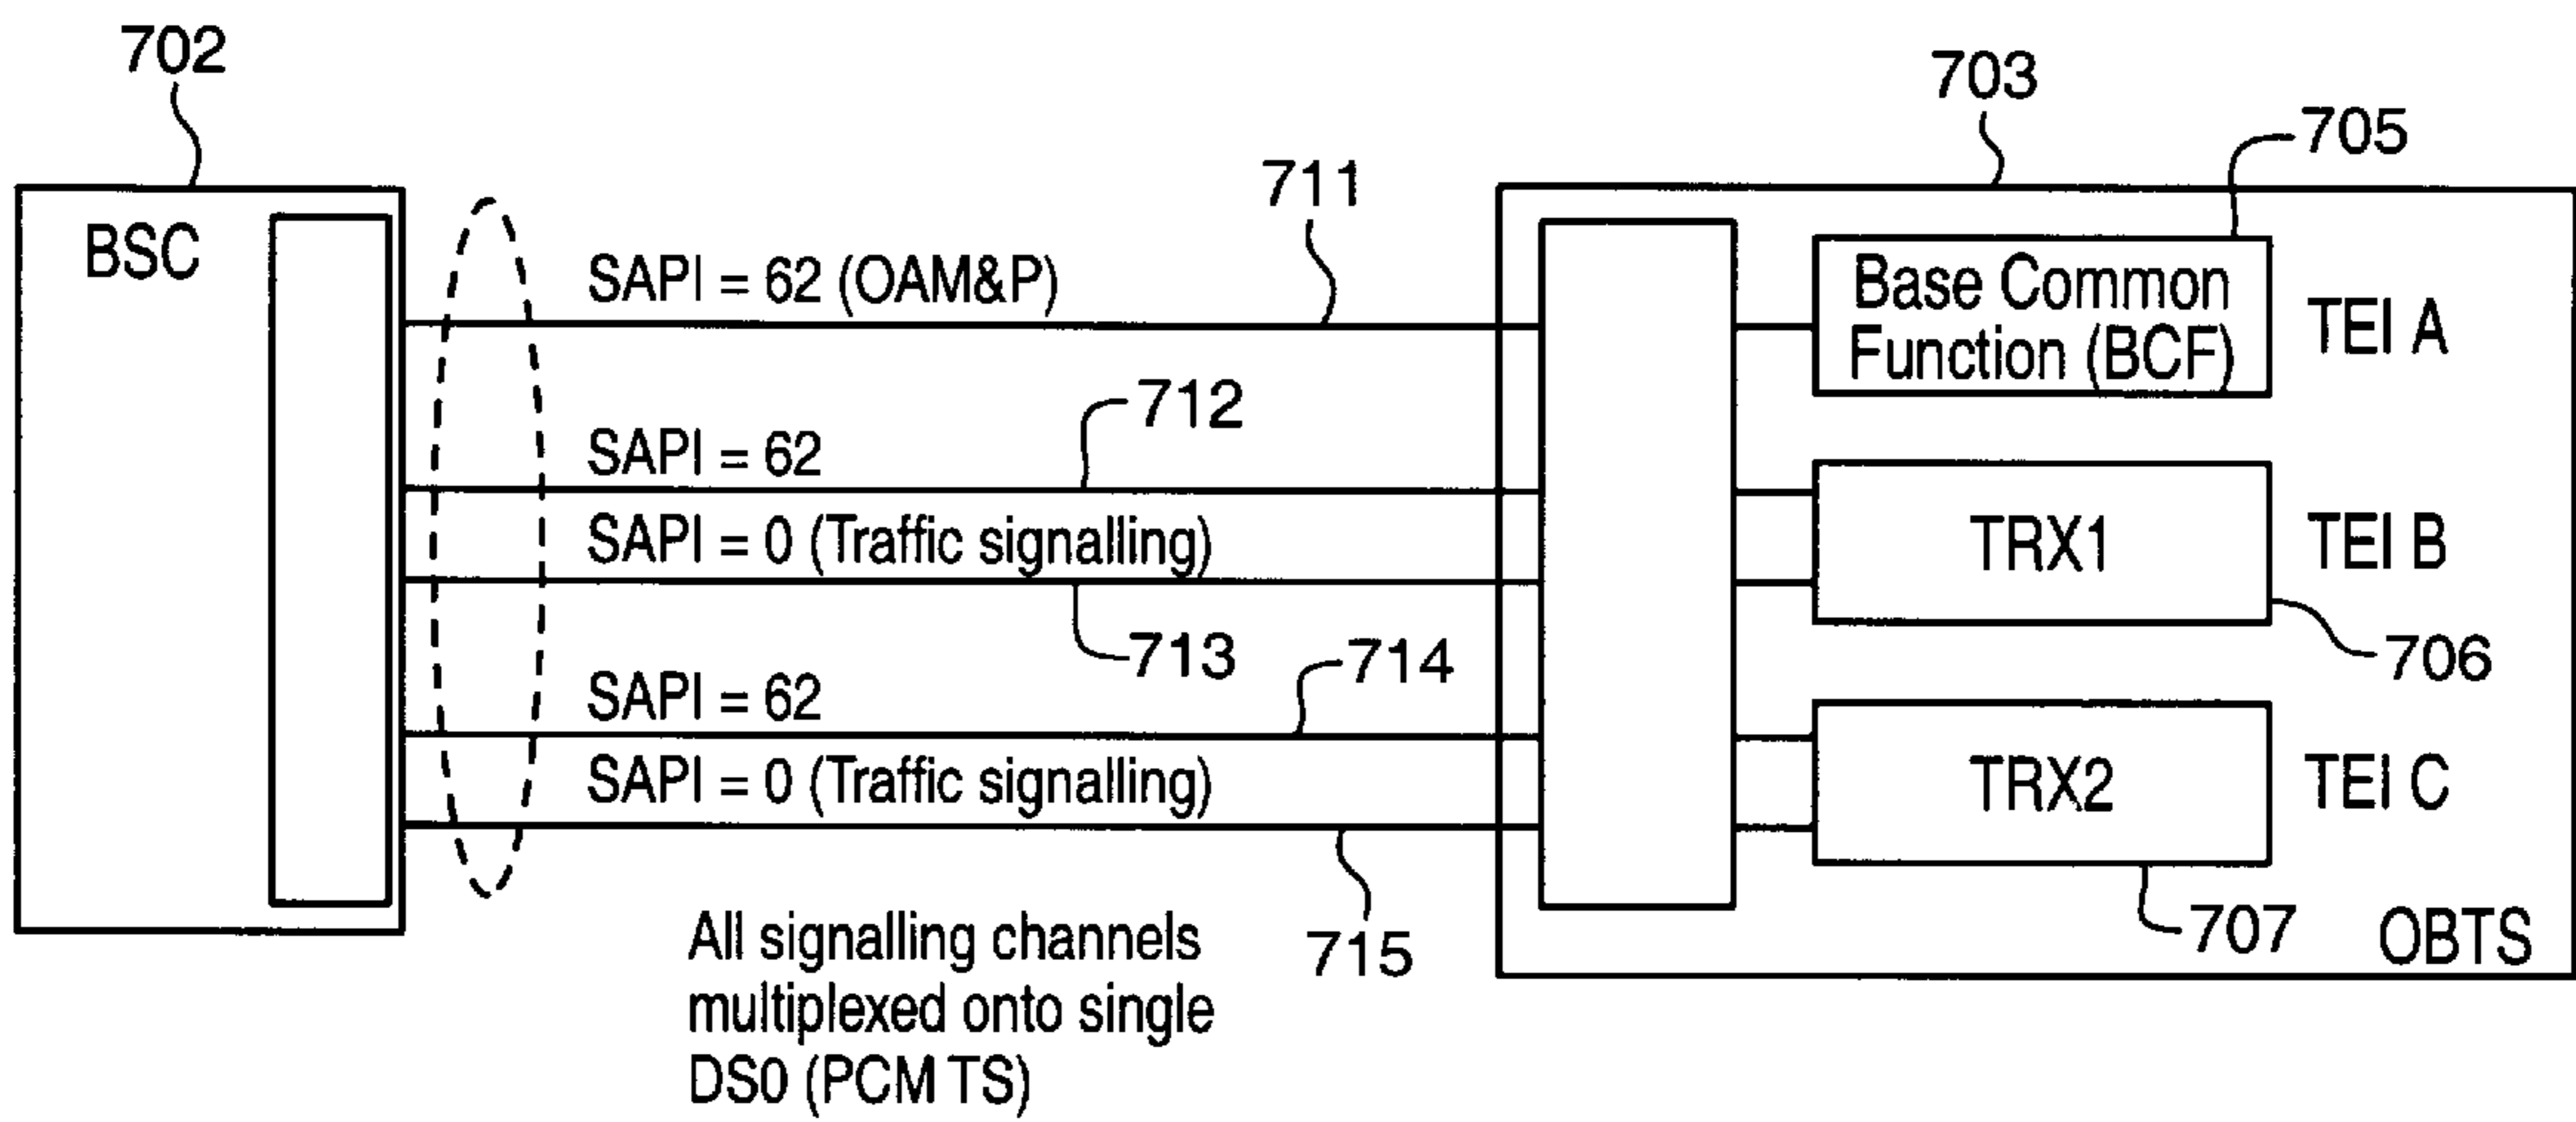 702
703
705
BSC
711
SAPI = 62 (OAM&P)
Base Common
Function (BCF)
TEI A
712
SAPI = 62
SAPI = 0 (Traffic signalling)
TRX1
TEI B
713
714
706
SAPI = 62
SAPI = 0 (Traffic signalling)
TRX2
TEI C
715
707
OBTS
All signalling channels
multiplexed onto single
DS0 (PCM TS)